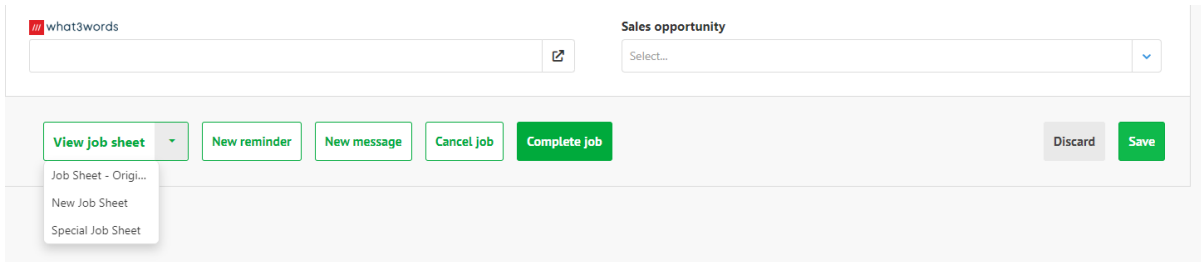 what3words
Sales opportunity
Select...
View job sheet
New reminder
New message
Cancel job
Complete job
Discard
Save
Job Sheet - Origi...
New Job Sheet
Special Job Sheet